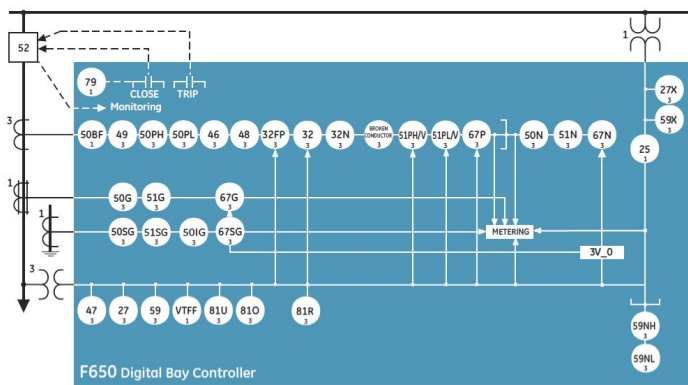 1
52
79
1
CLOSE
TRIP
Monitoring
27X
3
59X
3
3
50BF
1
49
3
50PH
3
50PL
3
46
3
48
3
32FP
3
32
3
32N
3
BROKEN
CONDUCTOR
3
51PH/V
3
51PL/V
3
67P
3
50N
3
51N
3
67N
3
25
1
1
50G
3
51G
3
67G
3
1
50SG
3
51SG
3
50IG
3
67SG
3
METERING
3V_0
3
47
3
27
3
59
3
VTFF
1
81U
3
81O
3
81R
3
59NH
3
59NL
3
F650 Digital Bay Controller